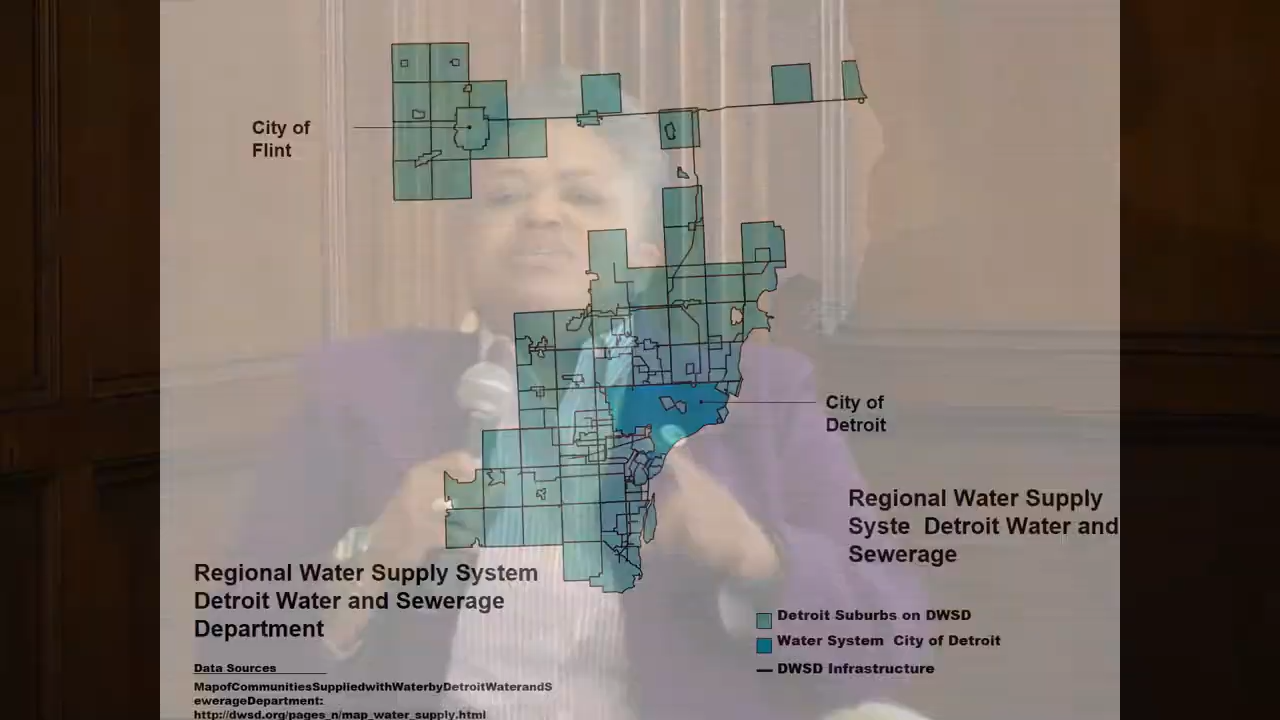 City of
Flint
City of
Detroit
Regional Water Supply
Syste  Detroit Water and
Sewerage
Regional Water Supply System
Detroit Water and Sewerage
Department
Detroit Suburbs on DWSD
Water System  City of Detroit
DWSD Infrastructure
Data Sources
MapofCommunitiesSuppliedwithWaterbyDetroitWaterandS
ewerageDepartment:
http://dwsd.org/pages_n/map_water_supply.html